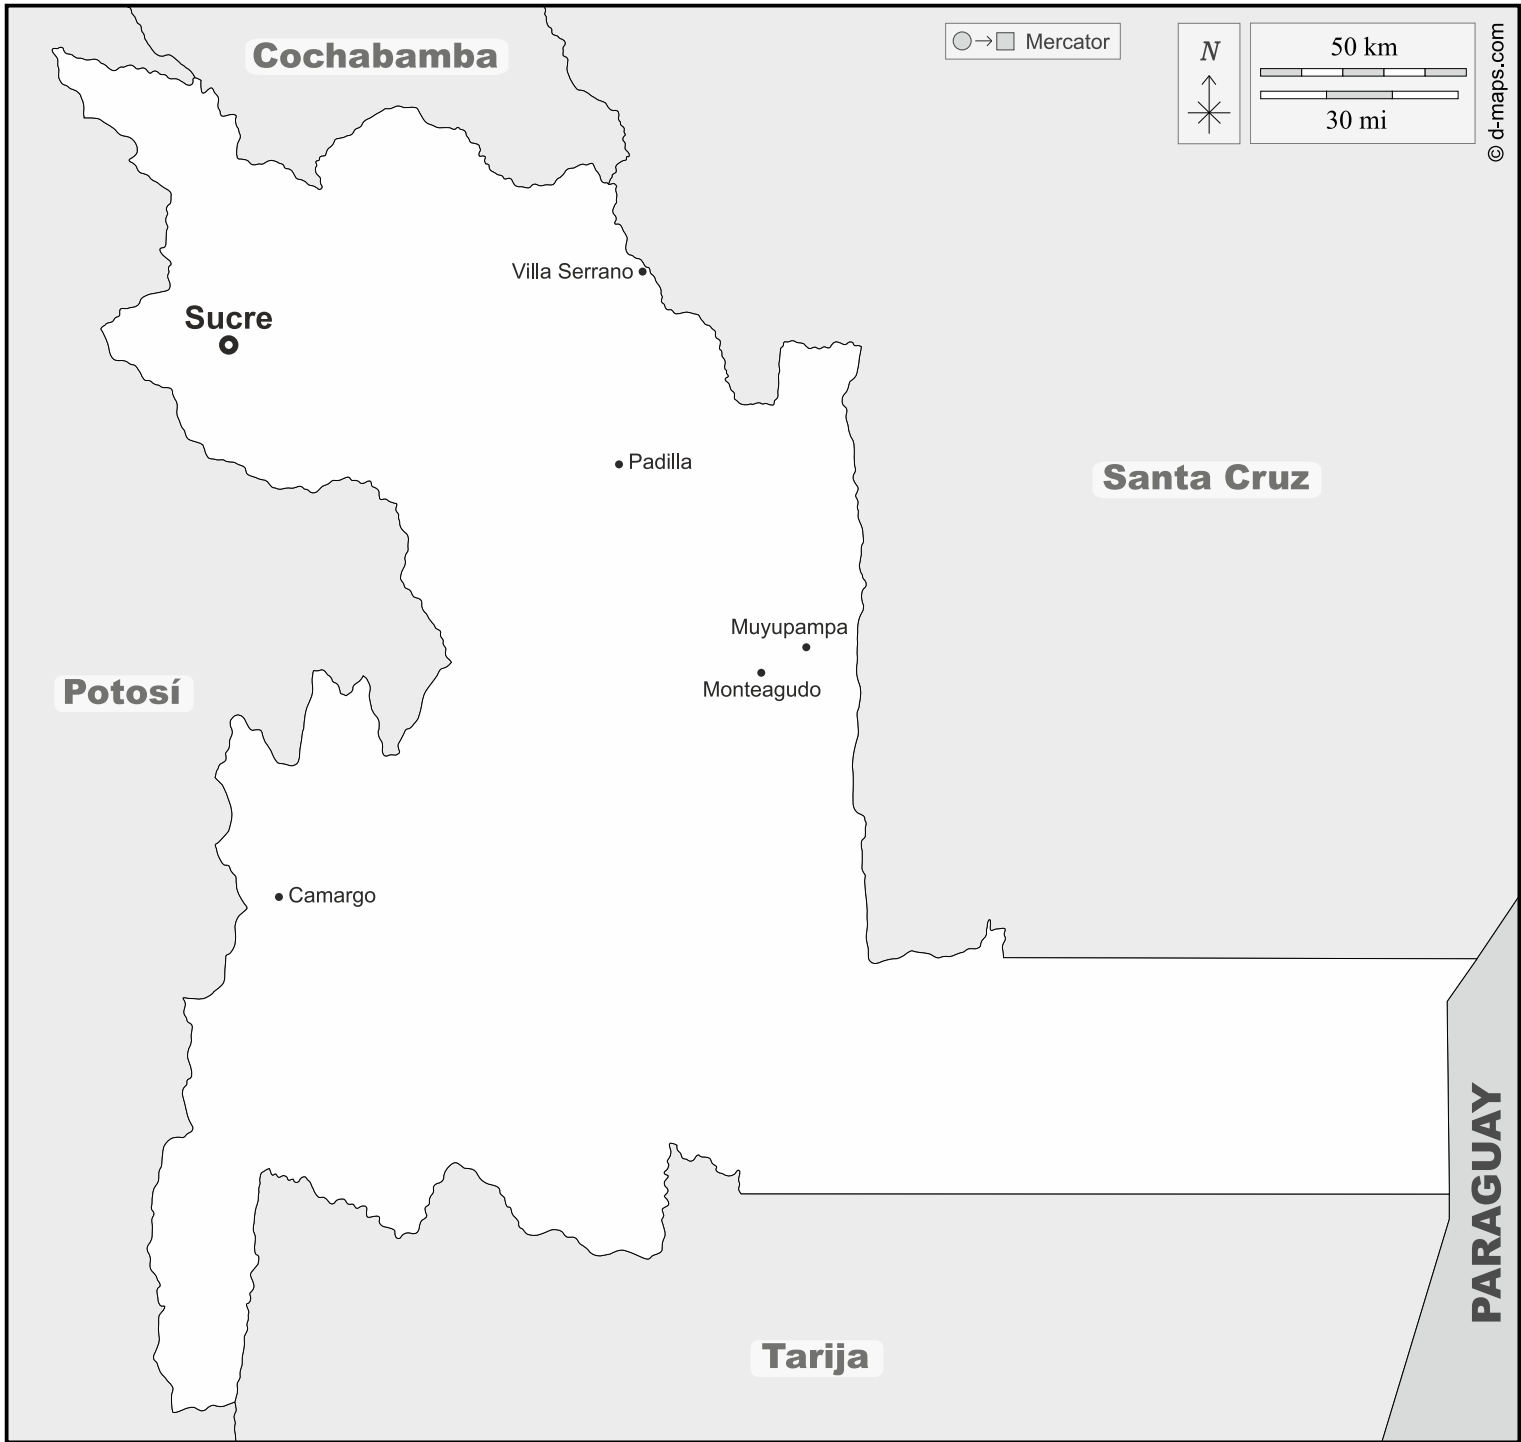 Cochabamba
Mercator
N
50 km
30 mi
© d-maps.com
Villa Serrano
Sucre
Padilla
Santa Cruz
Muyupampa
Monteagudo
Potosí
Camargo
PARAGUAY
Tarija